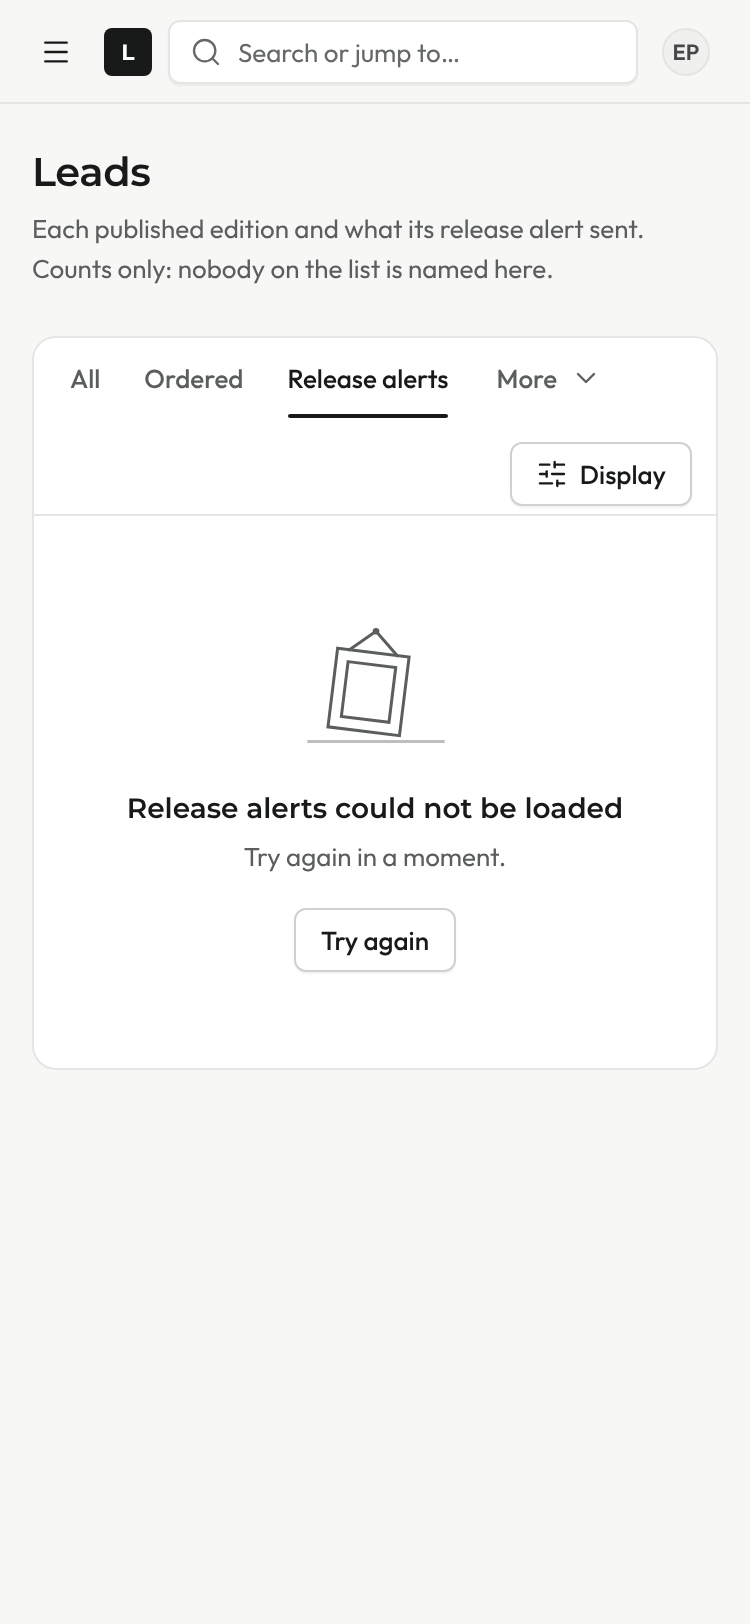 L
Search or jump to...
EP
Leads
Each published edition and what its release alert sent.
Counts only: nobody on the list is named here.
All
Ordered
Release alerts
More
Display
Release alerts could not be loaded
Try again in a moment.
Try again